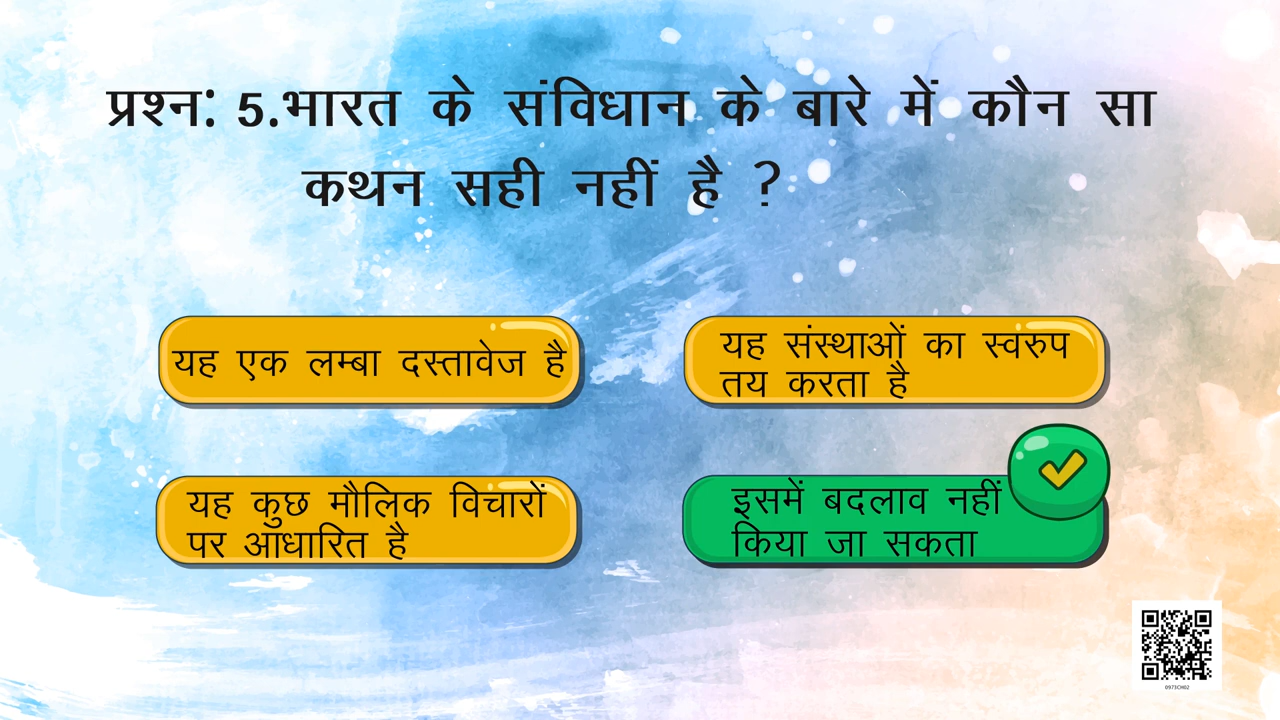 प्रश्न: 5.भारत के संविधान के बारे में कौन सा
कथन सही नहीं है ?
यह एक लम्बा दस्तावेज है
यह संस्थाओं का स्वरुप
तय करता है
यह कुछ मौलिक विचारों
पर आधारित है
इसमें बदलाव नहीं
किया जा सकता
0973CH02